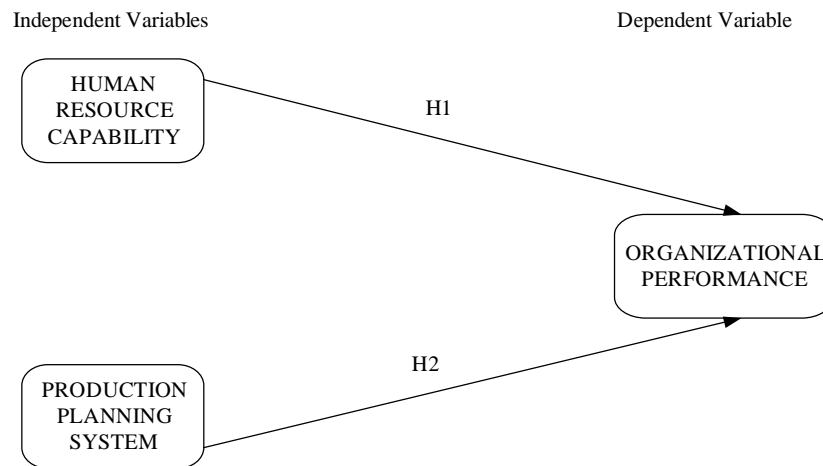 Independent Variables
Dependent Variable
HUMAN
RESOURCE
CAPABILITY
H1
ORGANIZATIONAL
PERFORMANCE
H2
PRODUCTION
PLANNING
SYSTEM